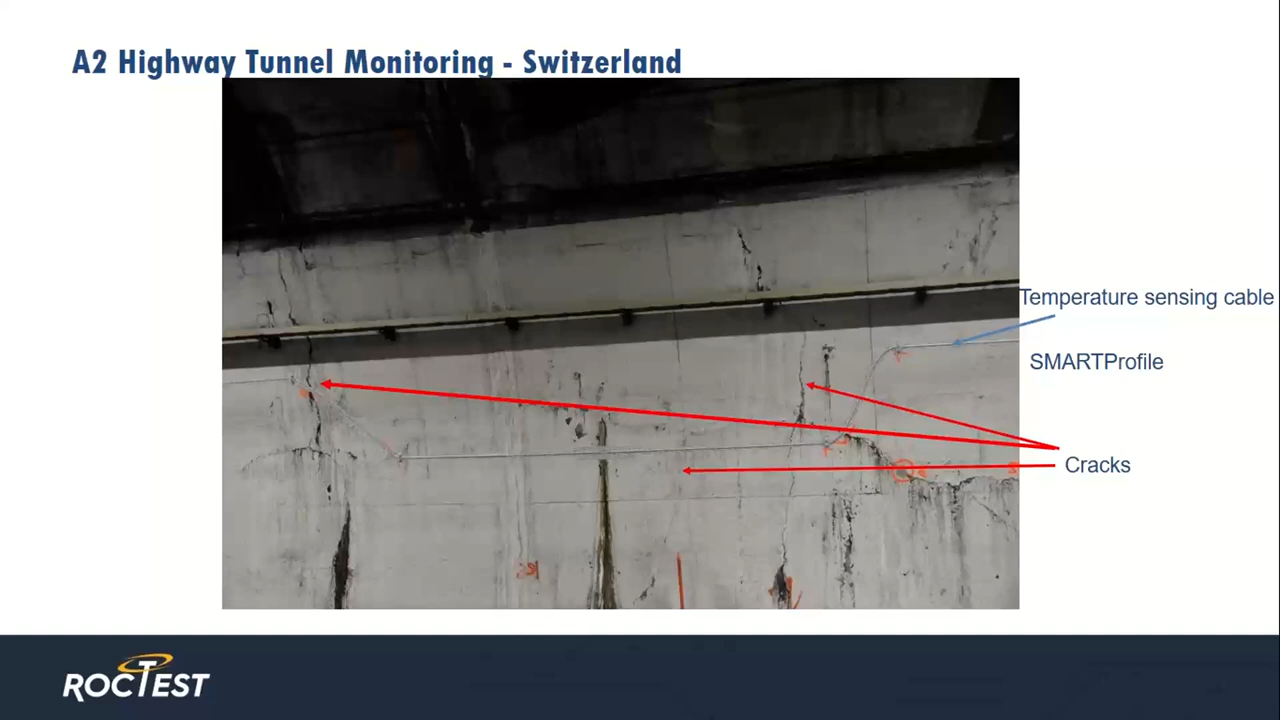 A2 Highway Tunnel Monitoring - Switzerland
Temperature sensing cable
SMARTProfile
Cracks
ROCTEST